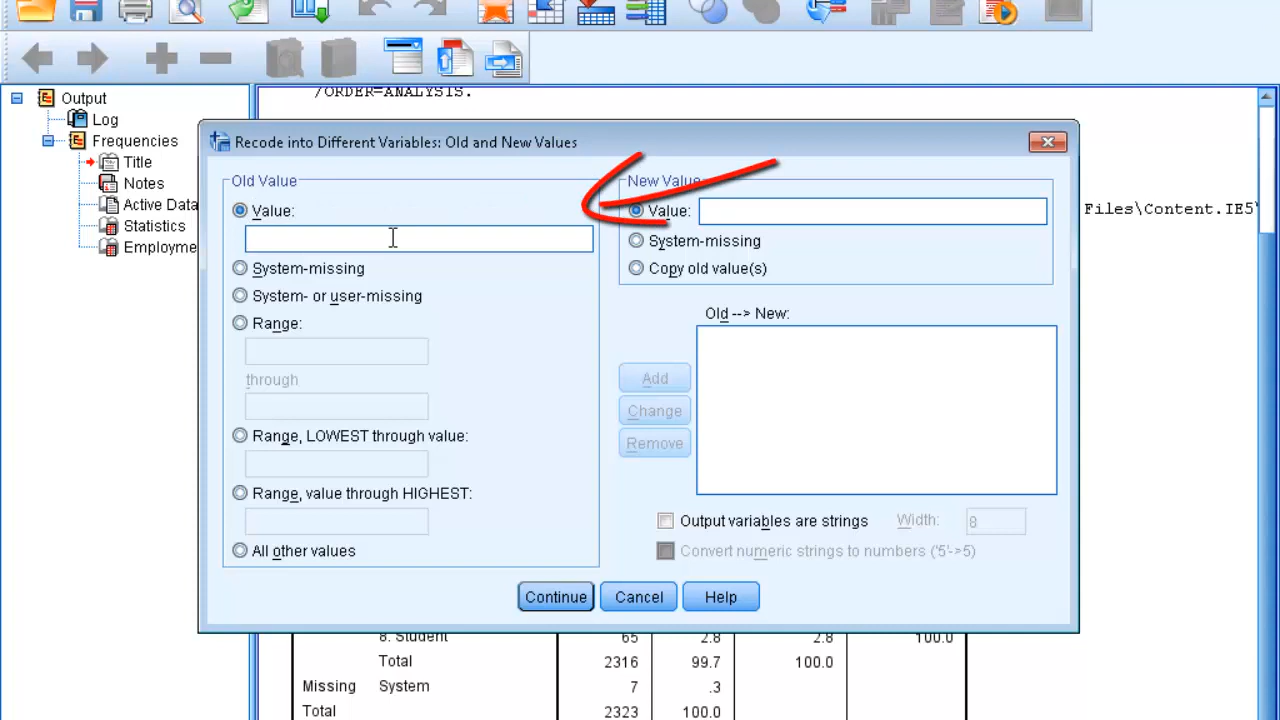 Output
Log
Frequencies
Title
Notes
Active Data
Statistics
Employme
/ORDER=ANALYSIS.
Files\Content.IE5\
Recode into Different Variables: Old and New Values
Old Value
Value:
System-missing
System- or user-missing
Range:
through
Range, LOWEST through value:
Range, value through HIGHEST:
All other values
New Value
Value:
System-missing
Copy old value(s)
Old --> New:
Add
Change
Remove
Output variables are strings Width: 8
Convert numeric strings to numbers ('5'->5)
Continue Cancel Help
8. Student 65 2.8 2.8 100.0
Total 2316 99.7 100.0
Missing System 7 .3
Total 2323 100.0